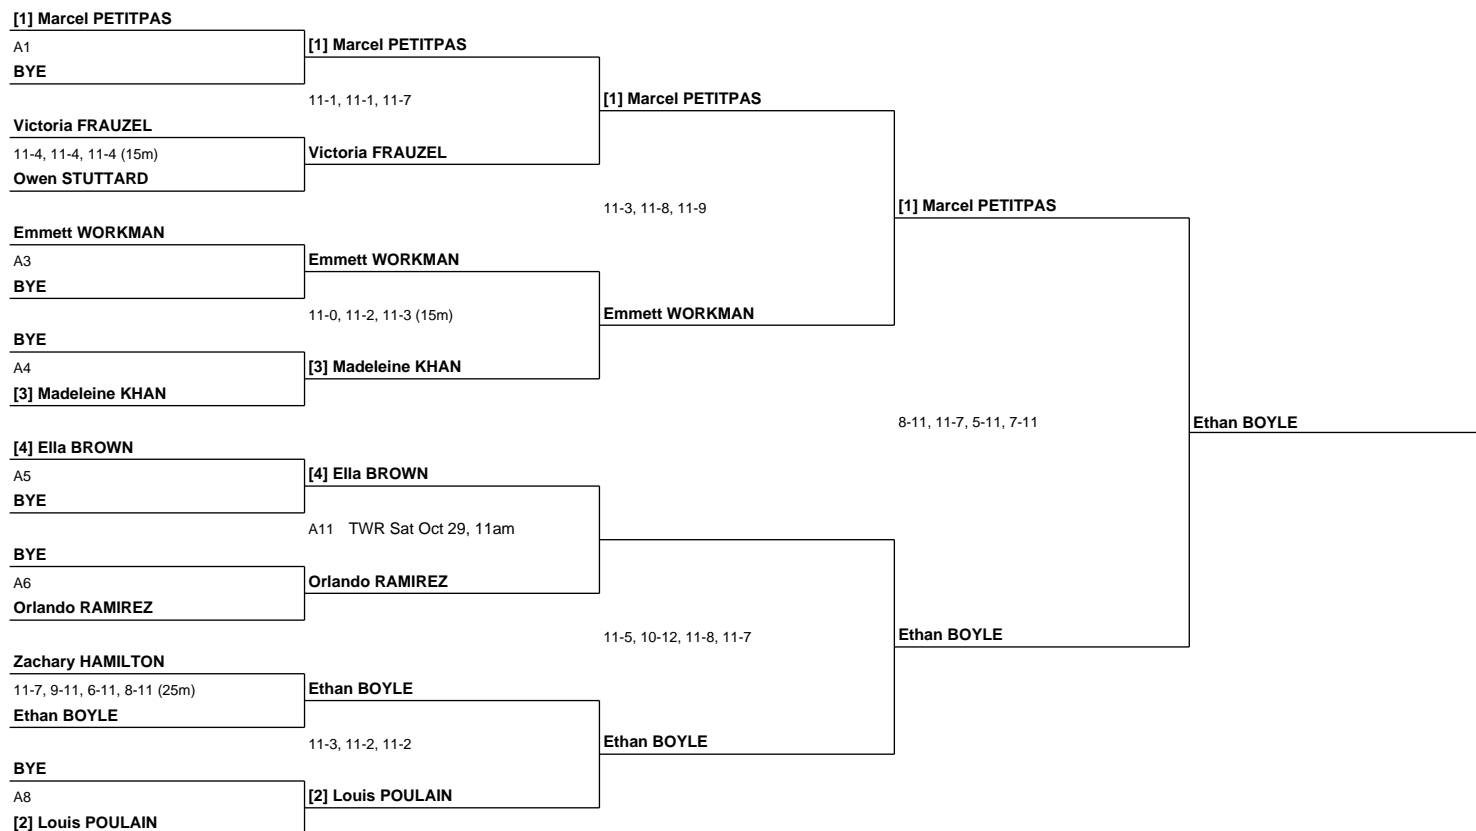 [1] Marcel PETITPAS
A1
BYE
[1] Marcel PETITPAS
11-1, 11-1, 11-7
[1] Marcel PETITPAS
Victoria FRAUZEL
11-4, 11-4, 11-4 (15m)
Owen STUTTARD
Victoria FRAUZEL
11-3, 11-8, 11-9
[1] Marcel PETITPAS
Emmett WORKMAN
A3
BYE
Emmett WORKMAN
11-0, 11-2, 11-3 (15m)
Emmett WORKMAN
BYE
A4
[3] Madeleine KHAN
[3] Madeleine KHAN
8-11, 11-7, 5-11, 7-11
Ethan BOYLE
[4] Ella BROWN
A5
BYE
[4] Ella BROWN
A11 TWR Sat Oct 29, 11am
BYE
A6
Orlando RAMIREZ
Orlando RAMIREZ
11-5, 10-12, 11-8, 11-7
Ethan BOYLE
Zachary HAMILTON
11-7, 9-11, 6-11, 8-11 (25m)
Ethan BOYLE
Ethan BOYLE
11-3, 11-2, 11-2
Ethan BOYLE
BYE
A8
[2] Louis POULAIN
[2] Louis POULAIN